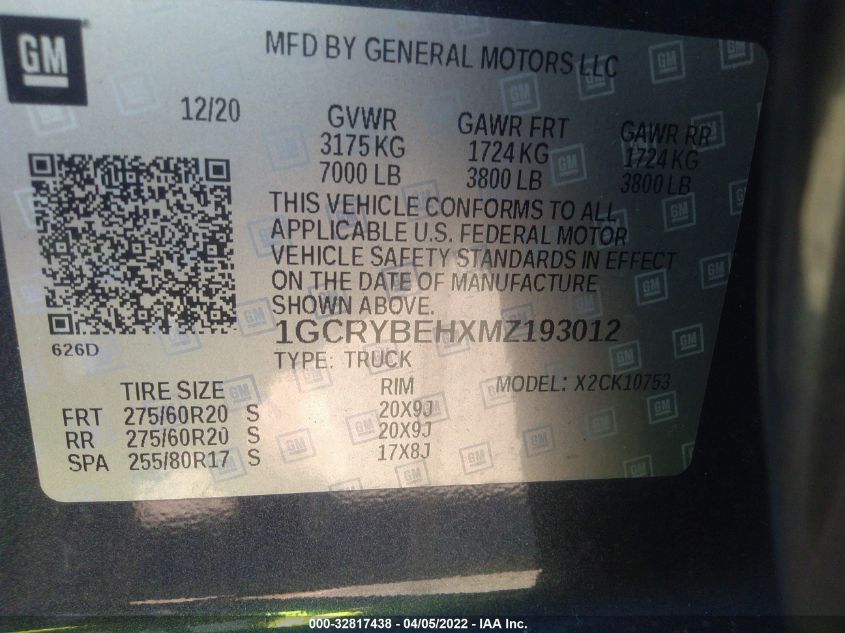 GM
MFD BY GENERAL MOTORS LLC
12/20
GVWR
3175 KG
7000 LB
GAWR FRT
1724 KG
3800 LB
GAWR RR
1724 KG
3800 LB
THIS VEHICLE CONFORMS TO ALL
APPLICABLE U.S. FEDERAL MOTOR
VEHICLE SAFETY STANDARDS IN EFFECT
ON THE DATE OF MANUFACTURE
SHOWN ABOVE.
1GCRYBEHXMZ193012
626D
TYPE: TRUCK
TIRE SIZE RIM MODEL: X2CK10753
FRT 275/60R20 S 20X9J
RR 275/60R20 S 20X9J
SPA 255/80R17 S 17X8J
000-32817438 - 04/05/2022 - IAA Inc.